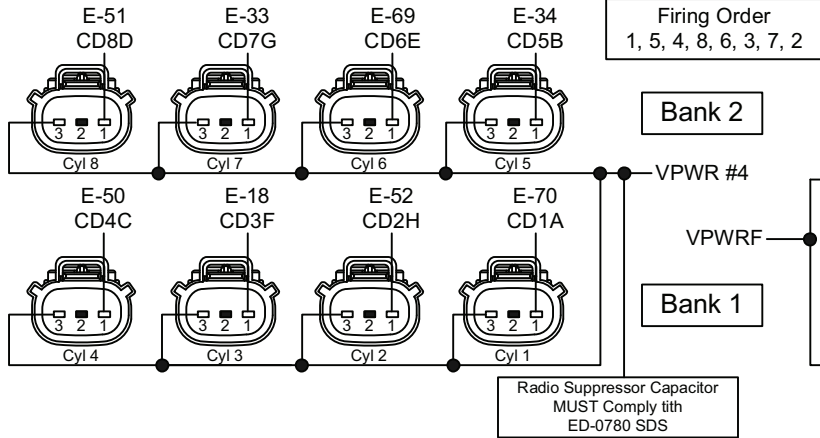 E-51 E-33 E-69 E-34
CD8D CD7G CD6E CD5B
Firing Order
1, 5, 4, 8, 6, 3, 7, 2
Bank 2
3 2 1 3 2 1 3 2 1 3 2 1
Cyl 8 Cyl 7 Cyl 6 Cyl 5
VPWR #4
E-50 E-18 E-52 E-70
CD4C CD3F CD2H CD1A
VPWRF
Bank 1
3 2 1 3 2 1 3 2 1 3 2 1
Cyl 4 Cyl 3 Cyl 2 Cyl 1
Radio Suppressor Capacitor
MUST Comply tith
ED-0780 SDS